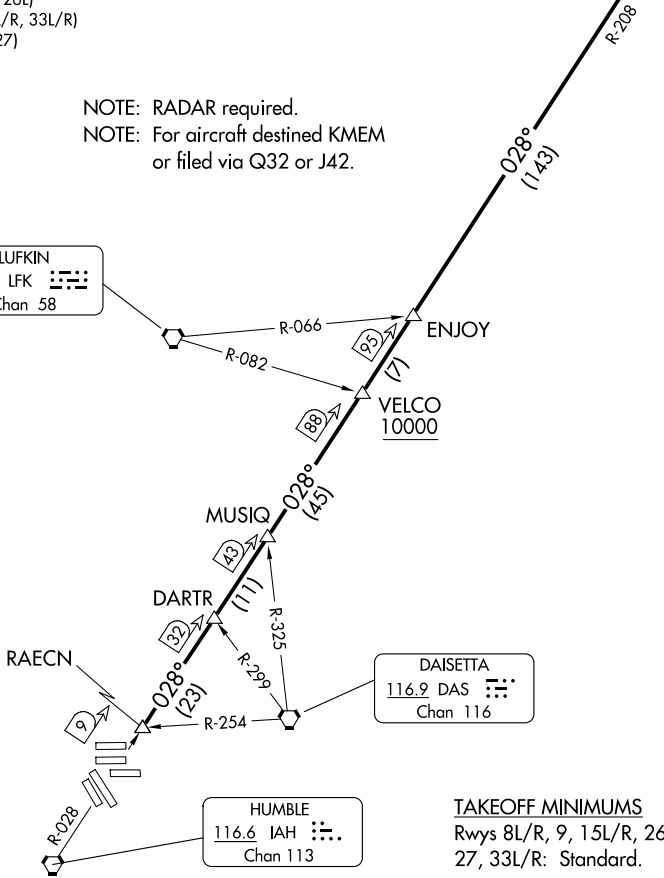 26L)
L/R, 33L/R)
27)
R-208
NOTE: RADAR required.
NOTE: For aircraft destined KMEM
or filed via Q32 or J42.
028°
(143)
LUFKIN
LFK
Chan 58
R-066
ENJOY
95
R-082
(7)
VELCO
10000
88
028°
(45)
MUSIQ
43
(11)
DARTR
32
R-325
R-299
RAECN
028°
(23)
9
R-254
DAISETTA
116.9 DAS
Chan 116
R-028
HUMBLE
116.6 IAH
Chan 113
TAKEOFF MINIMUMS
Rwys 8L/R, 9, 15L/R, 26
27, 33L/R: Standard.